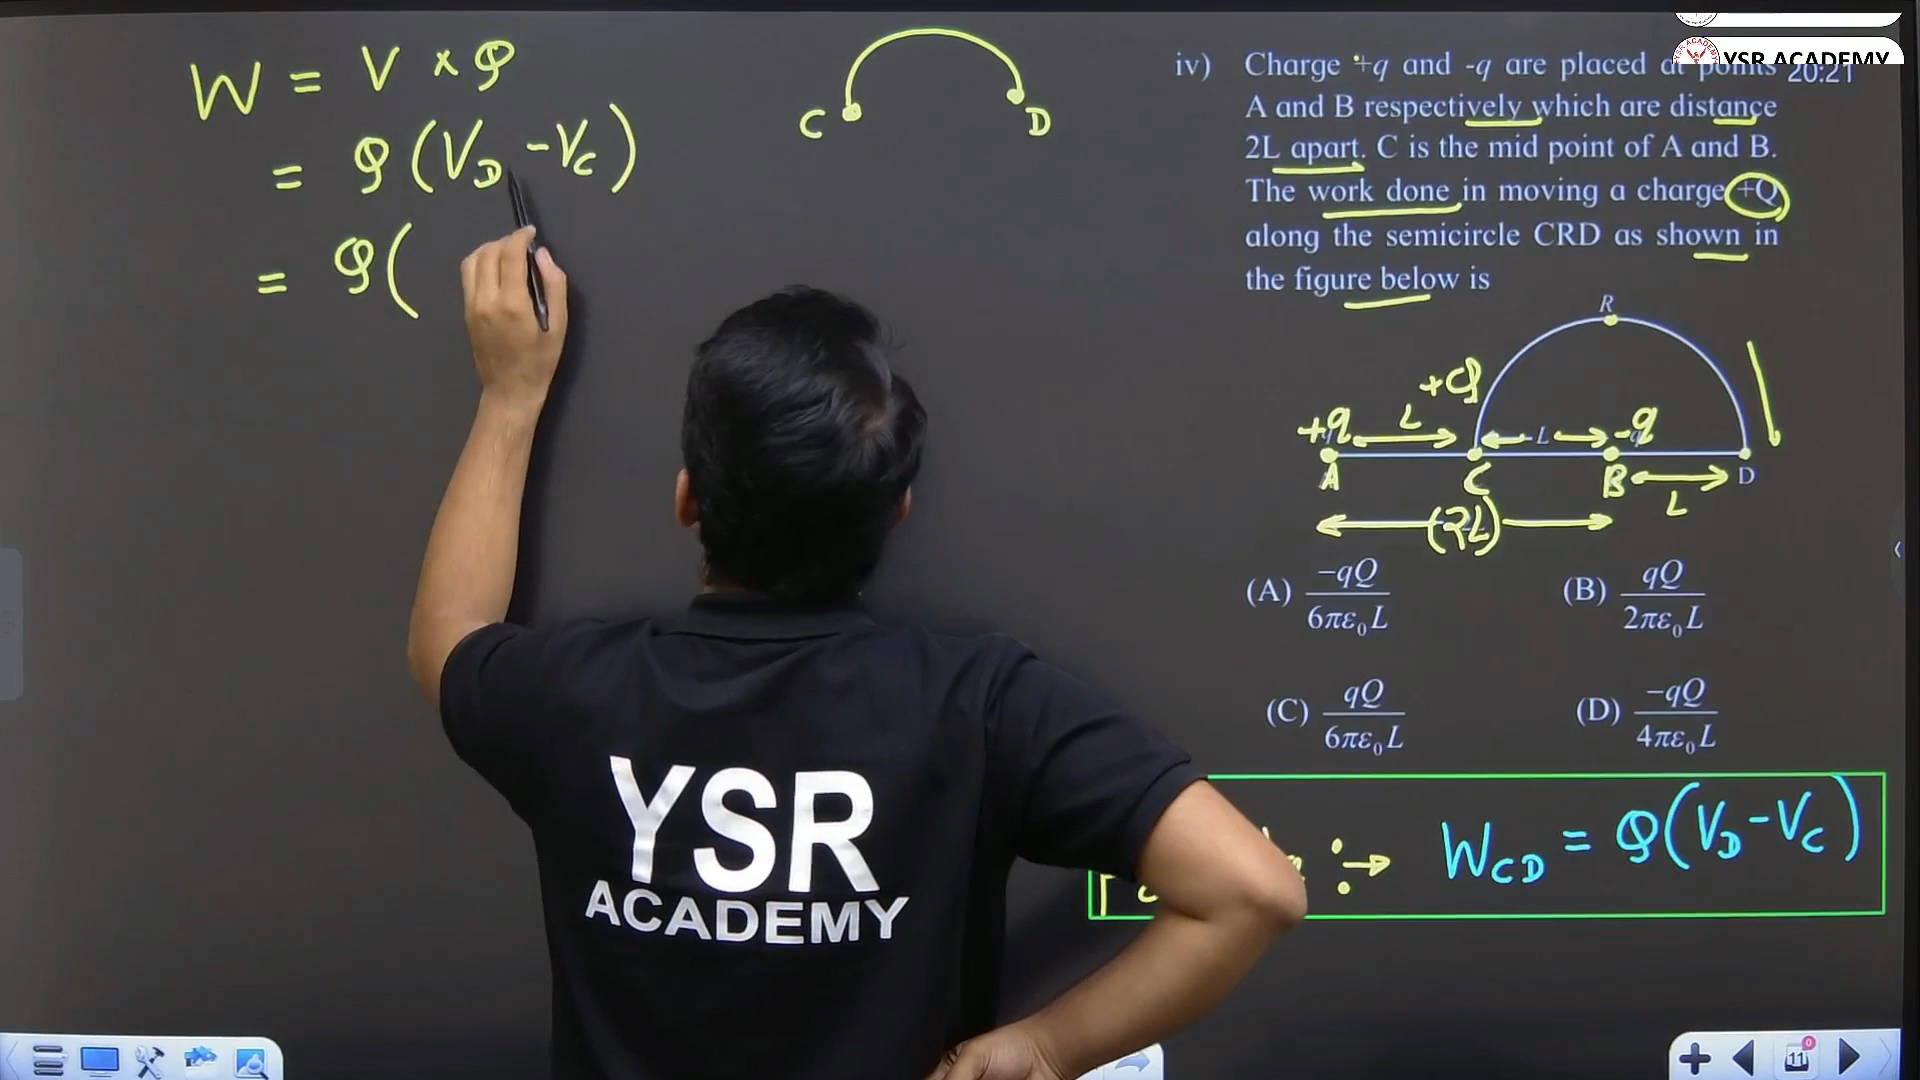 W = V × Q
= Q (V_D - V_C)
= Q (
C D
YSR ACADEMY
20:21
iv) Charge +q and -q are placed at points
A and B respectively which are distance
2L apart. C is the mid point of A and B.
The work done in moving a charge +Q
along the semicircle CRD as shown in
the figure below is
R
+Q
+q L L -q
A C B D
L
(2L)
(A) −qQ / 6πε₀L (B) qQ / 2πε₀L
(C) qQ / 6πε₀L (D) −qQ / 4πε₀L
W_CD = Q(V_D - V_C)
YSR
ACADEMY
11
0